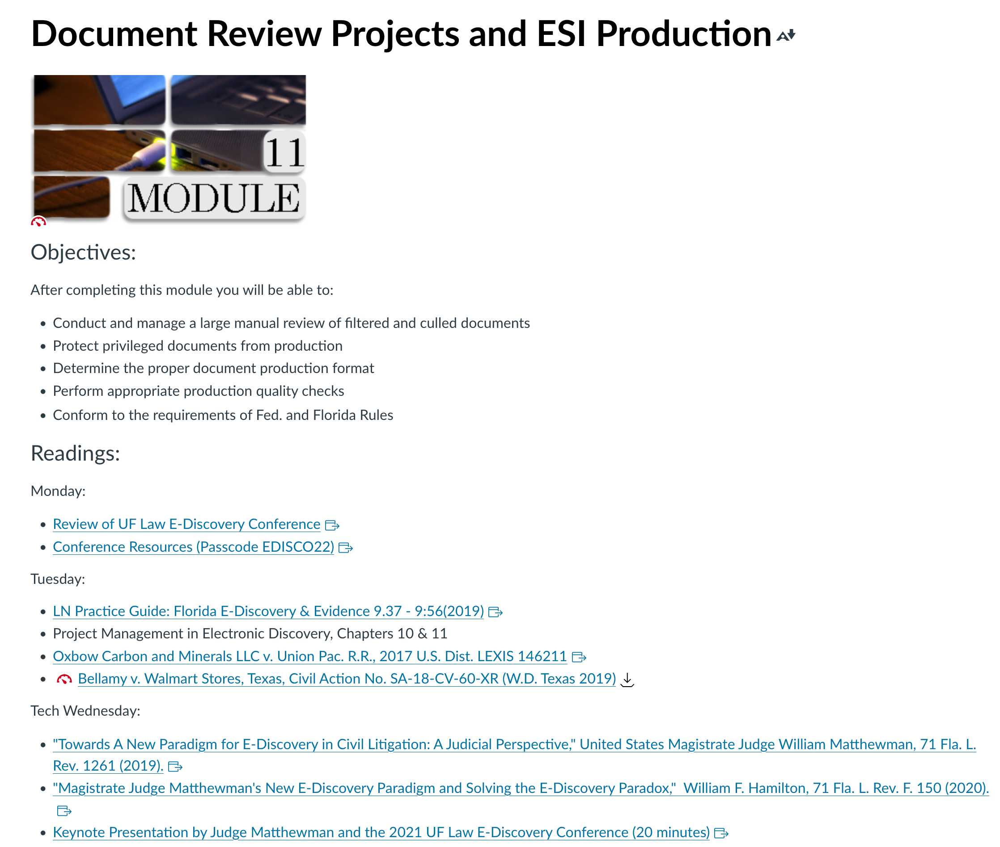 Document Review Projects and ESI Production
11
MODULE
Objectives:
After completing this module you will be able to:
Conduct and manage a large manual review of filtered and culled documents
Protect privileged documents from production
Determine the proper document production format
Perform appropriate production quality checks
Conform to the requirements of Fed. and Florida Rules
Readings:
Monday:
Review of UF Law E-Discovery Conference
Conference Resources (Passcode EDISCO22)
Tuesday:
LN Practice Guide: Florida E-Discovery & Evidence 9.37 - 9:56(2019)
Project Management in Electronic Discovery, Chapters 10 & 11
Oxbow Carbon and Minerals LLC v. Union Pac. R.R., 2017 U.S. Dist. LEXIS 146211
Bellamy v. Walmart Stores, Texas, Civil Action No. SA-18-CV-60-XR (W.D. Texas 2019)
Tech Wednesday:
"Towards A New Paradigm for E-Discovery in Civil Litigation: A Judicial Perspective," United States Magistrate Judge William Matthewman, 71 Fla. L.
Rev. 1261 (2019).
"Magistrate Judge Matthewman's New E-Discovery Paradigm and Solving the E-Discovery Paradox,"  William F. Hamilton, 71 Fla. L. Rev. F. 150 (2020).
Keynote Presentation by Judge Matthewman and the 2021 UF Law E-Discovery Conference (20 minutes)